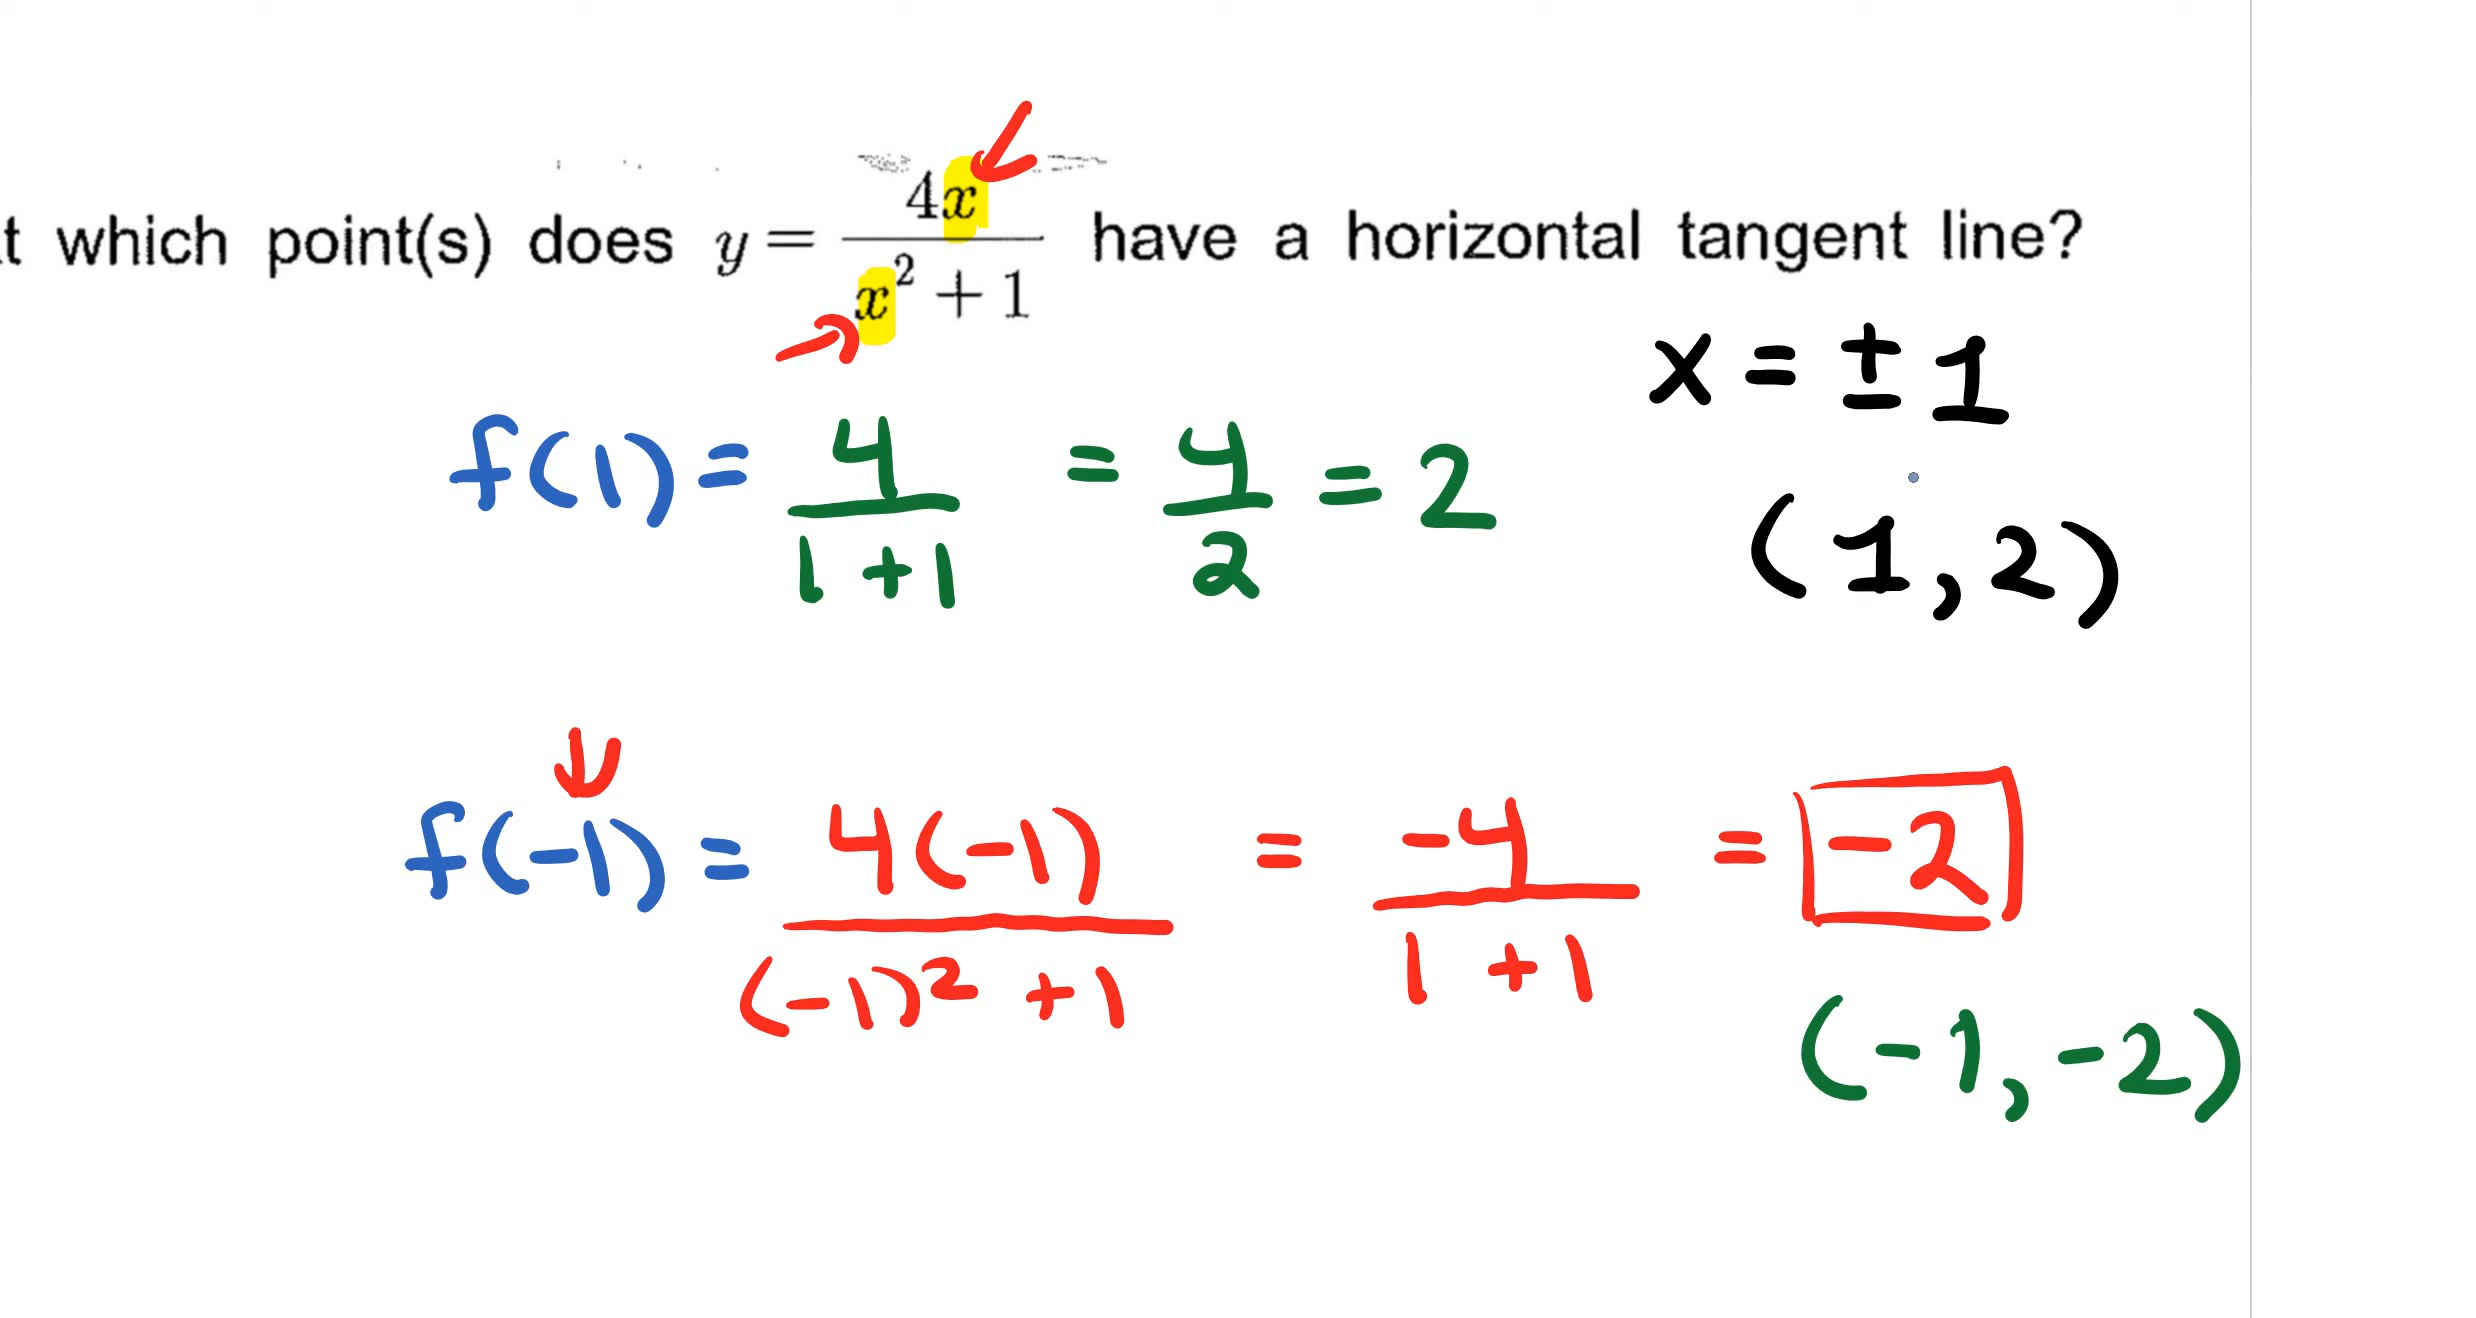 t which point(s) does y = 4x / x² + 1 have a horizontal tangent line?
x = ± 1
f(1) = 4 / 1 + 1 = 4 / 2 = 2
(1, 2)
f(-1) = 4(-1) / (-1)² + 1 = -4 / 1 + 1 = -2
(-1, -2)